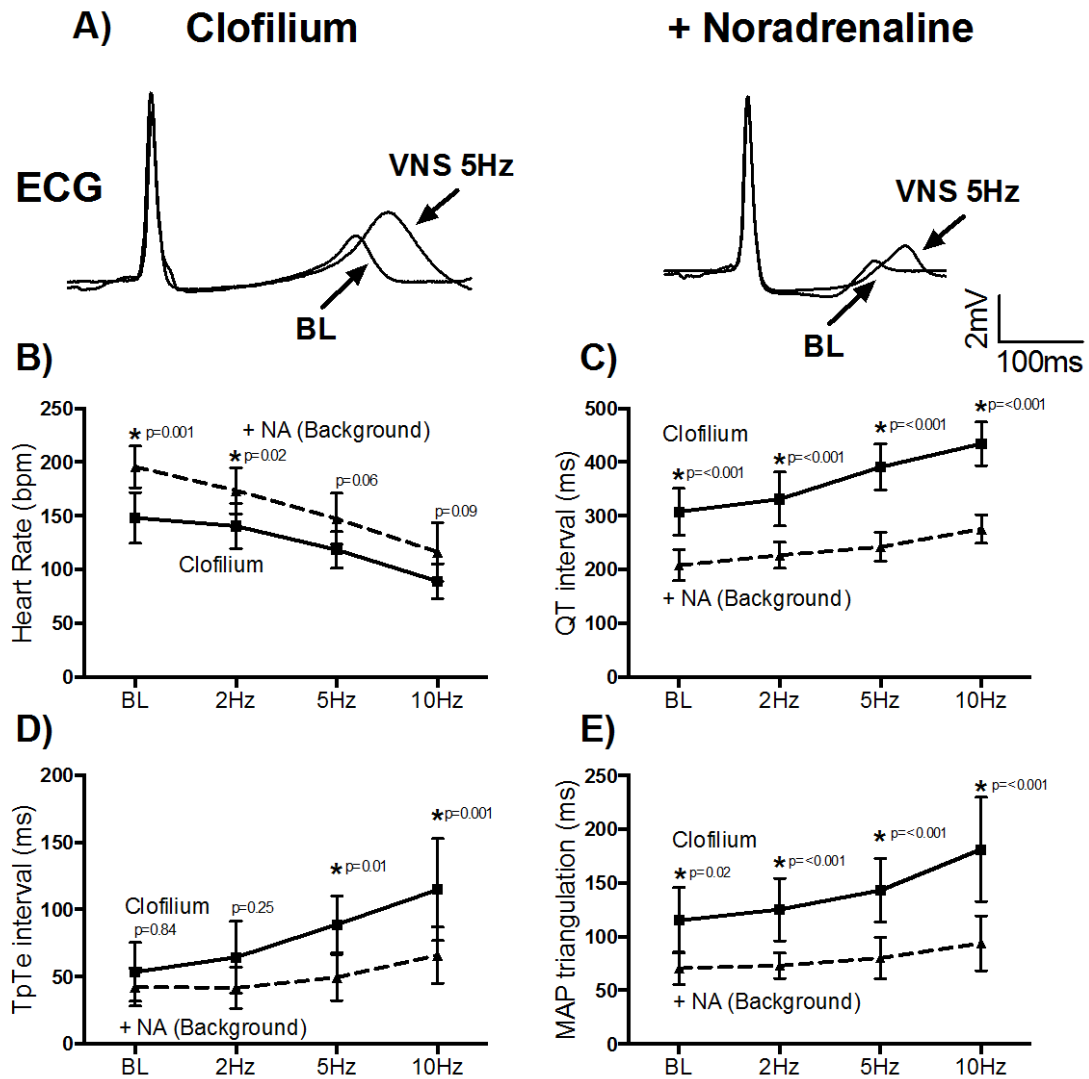 A) Clofilium + Noradrenaline
ECG
VNS 5Hz
BL
VNS 5Hz
BL
2mV
100ms
B)
Heart Rate (bpm)
250
200
150
100
50
0
* p=0.001
+ NA (Background)
* p=0.02
p=0.06
p=0.09
Clofilium
BL 2Hz 5Hz 10Hz
C)
QT interval (ms)
500
400
300
200
100
0
Clofilium
* p=<0.001
* p=<0.001
* p=<0.001
* p=<0.001
+ NA (Background)
BL 2Hz 5Hz 10Hz
D)
TpTe interval (ms)
200
150
100
50
0
Clofilium
p=0.84
p=0.25
* p=0.01
* p=0.001
+ NA (Background)
BL 2Hz 5Hz 10Hz
E)
MAP triangulation (ms)
250
200
150
100
50
0
Clofilium
* p=0.02
* p=<0.001
* p=<0.001
* p=<0.001
+ NA (Background)
BL 2Hz 5Hz 10Hz